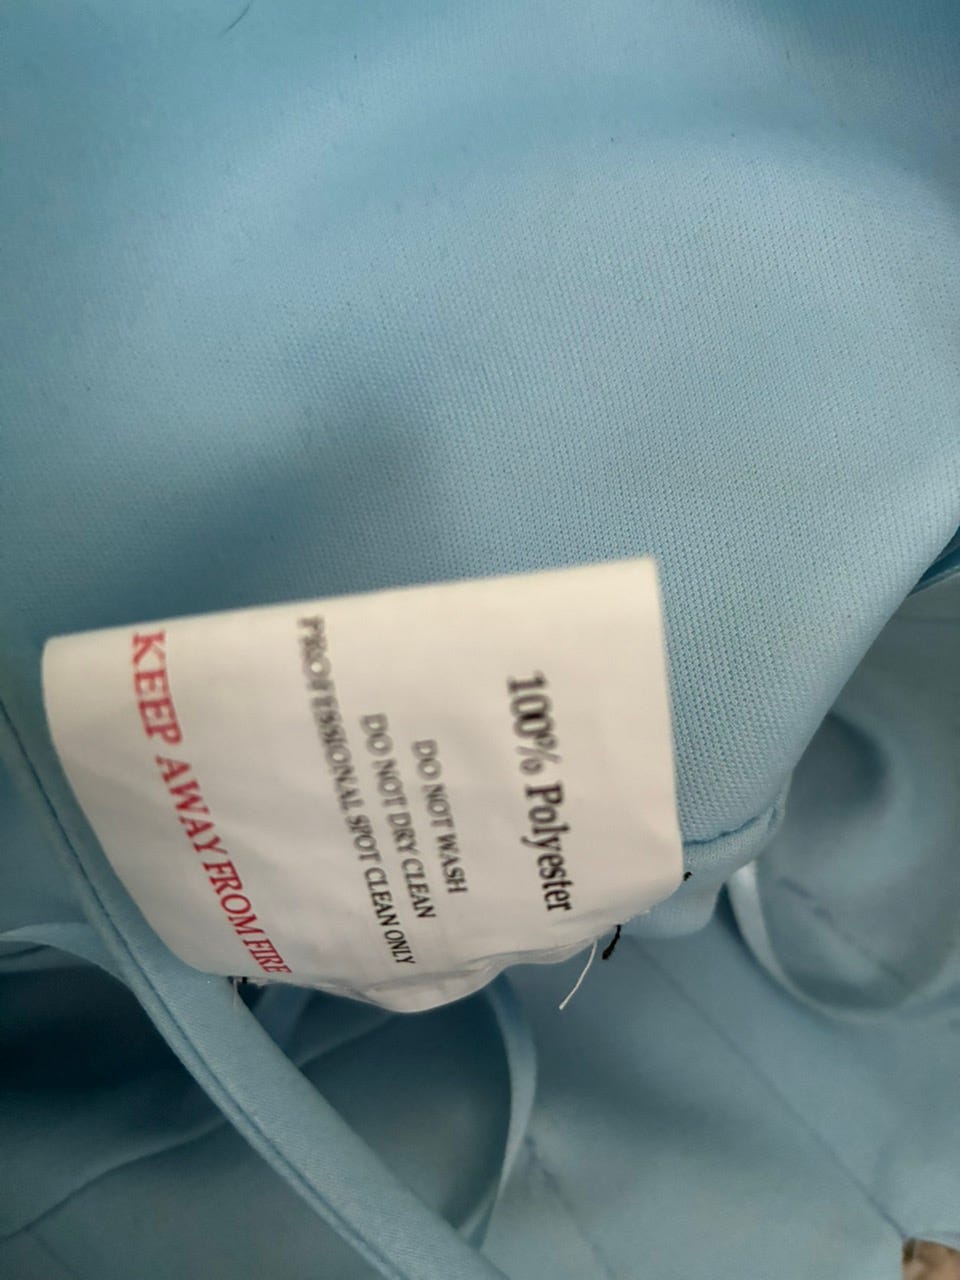 100% Polyester
DO NOT WASH
DO NOT DRY CLEAN
PROFESSIONAL SPOT CLEAN ONLY
KEEP AWAY FROM FIRE